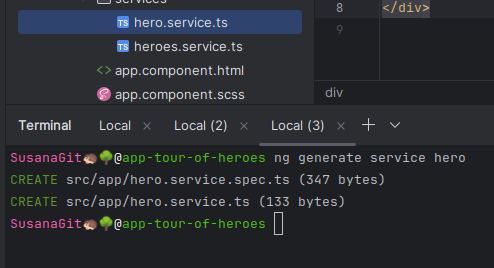 services
8 </div>
TS hero.service.ts
9
TS heroes.service.ts
<> app.component.html
app.component.scss
div
Terminal Local × Local (2) × Local (3) × +
SusanaGit🦔🌳@app-tour-of-heroes ng generate service hero
CREATE src/app/hero.service.spec.ts (347 bytes)
CREATE src/app/hero.service.ts (133 bytes)
SusanaGit🦔🌳@app-tour-of-heroes